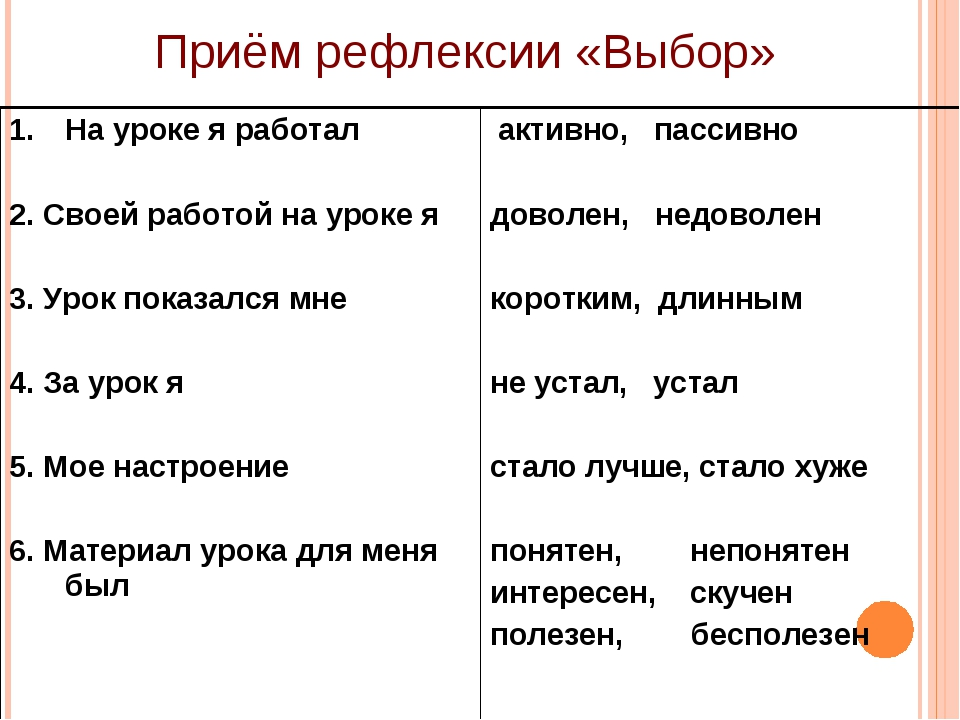 Приём рефлексии «Выбор»
1. На уроке я работал
активно, пассивно
2. Своей работой на уроке я
доволен, недоволен
3. Урок показался мне
коротким, длинным
4. За урок я
не устал, устал
5. Мое настроение
стало лучше, стало хуже
6. Материал урока для меня
был
понятен, непонятен
интересен, скучен
полезен, бесполезен